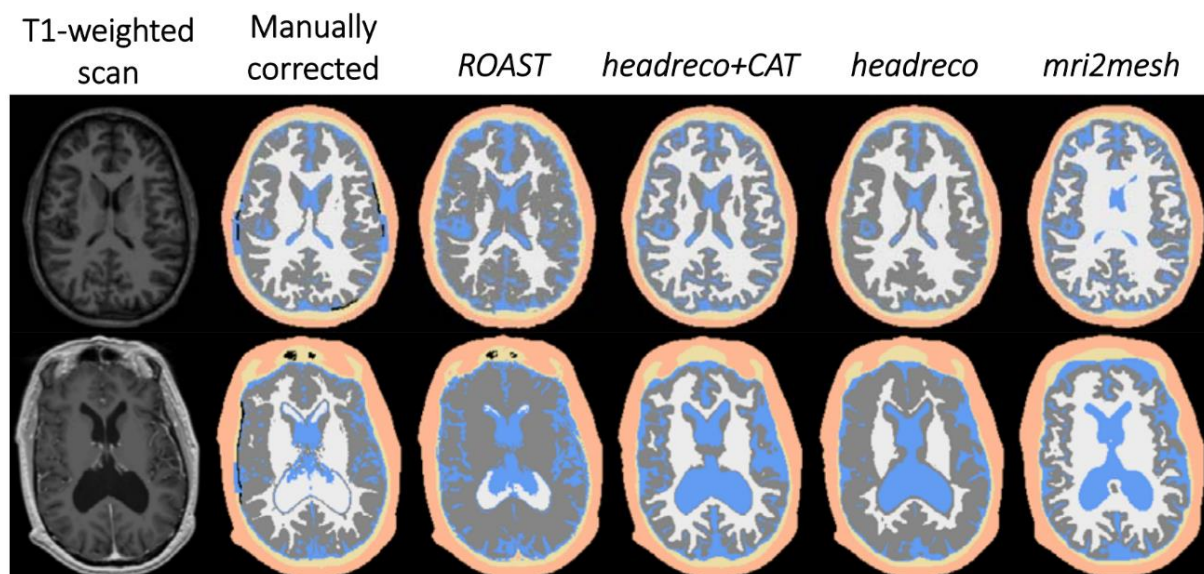 T1-weighted
scan
Manually
corrected
ROAST
headreco+CAT
headreco
mri2mesh